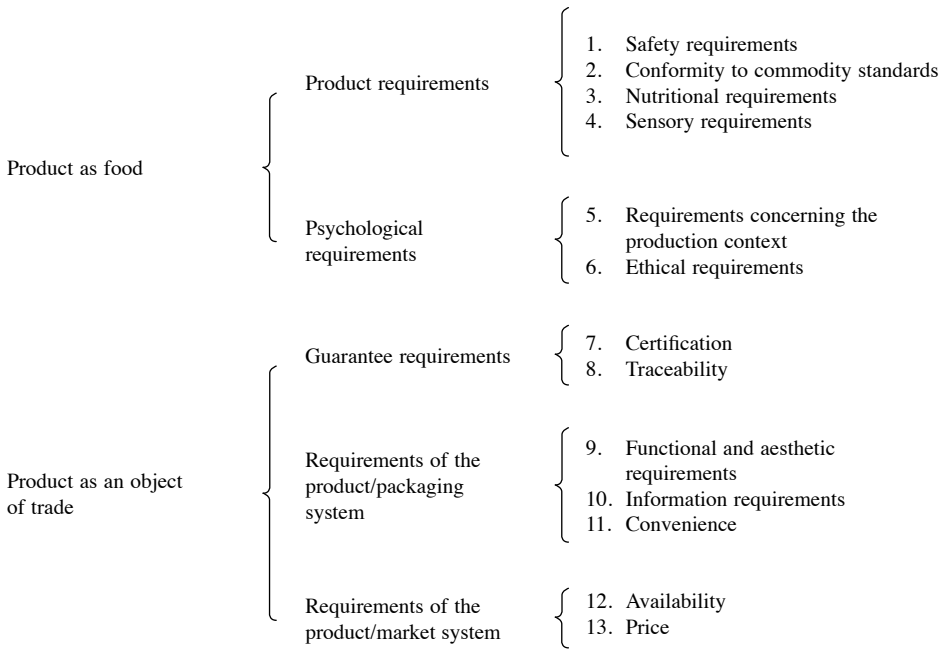 Product as food
Product requirements
1. Safety requirements
2. Conformity to commodity standards
3. Nutritional requirements
4. Sensory requirements
Psychological
requirements
5. Requirements concerning the
production context
6. Ethical requirements
Product as an object
of trade
Guarantee requirements
7. Certification
8. Traceability
Requirements of the
product/packaging
system
9. Functional and aesthetic
requirements
10. Information requirements
11. Convenience
Requirements of the
product/market system
12. Availability
13. Price